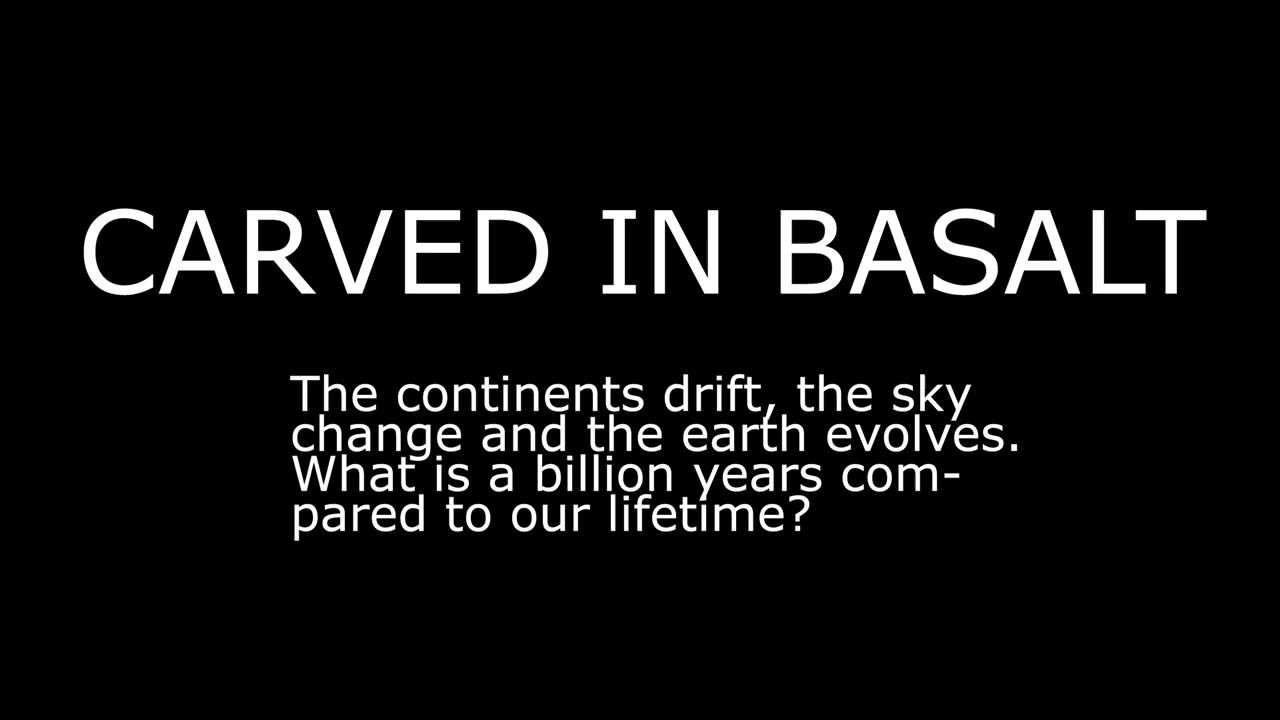 CARVED IN BASALT
The continents drift, the sky
change and the earth evolves.
What is a billion years com-
pared to our lifetime?